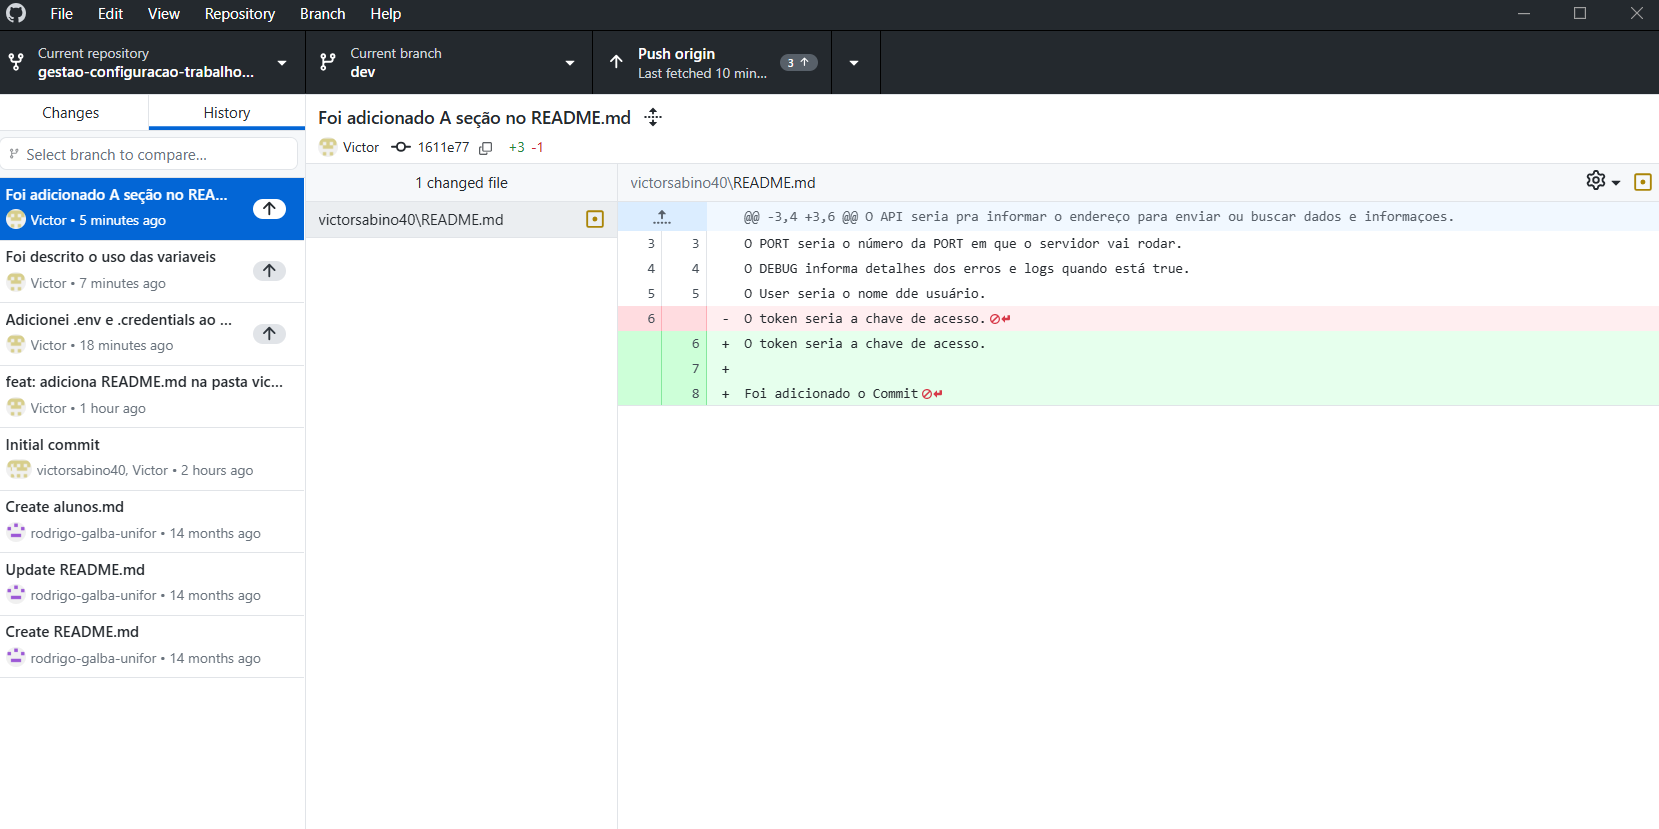 File Edit View Repository Branch Help
Current repository
gestao-configuracao-trabalho...
Current branch
dev
Push origin
Last fetched 10 min...
3
Changes
History
Select branch to compare...
Foi adicionado A seção no REA...
Victor • 5 minutes ago
Foi descrito o uso das variaveis
Victor • 7 minutes ago
Adicionei .env e .credentials ao ...
Victor • 18 minutes ago
feat: adiciona README.md na pasta vic...
Victor • 1 hour ago
Initial commit
victorsabino40, Victor • 2 hours ago
Create alunos.md
rodrigo-galba-unifor • 14 months ago
Update README.md
rodrigo-galba-unifor • 14 months ago
Create README.md
rodrigo-galba-unifor • 14 months ago
Foi adicionado A seção no README.md
Victor 1611e77 +3 -1
1 changed file
victorsabino40\README.md
victorsabino40\README.md
@@ -3,4 +3,6 @@ O API seria pra informar o endereço para enviar ou buscar dados e informaçoes.
3 3 O PORT seria o número da PORT em que o servidor vai rodar.
4 4 O DEBUG informa detalhes dos erros e logs quando está true.
5 5 O User seria o nome dde usuário.
6 - O token seria a chave de acesso.
6 + O token seria a chave de acesso.
7 +
8 + Foi adicionado o Commit